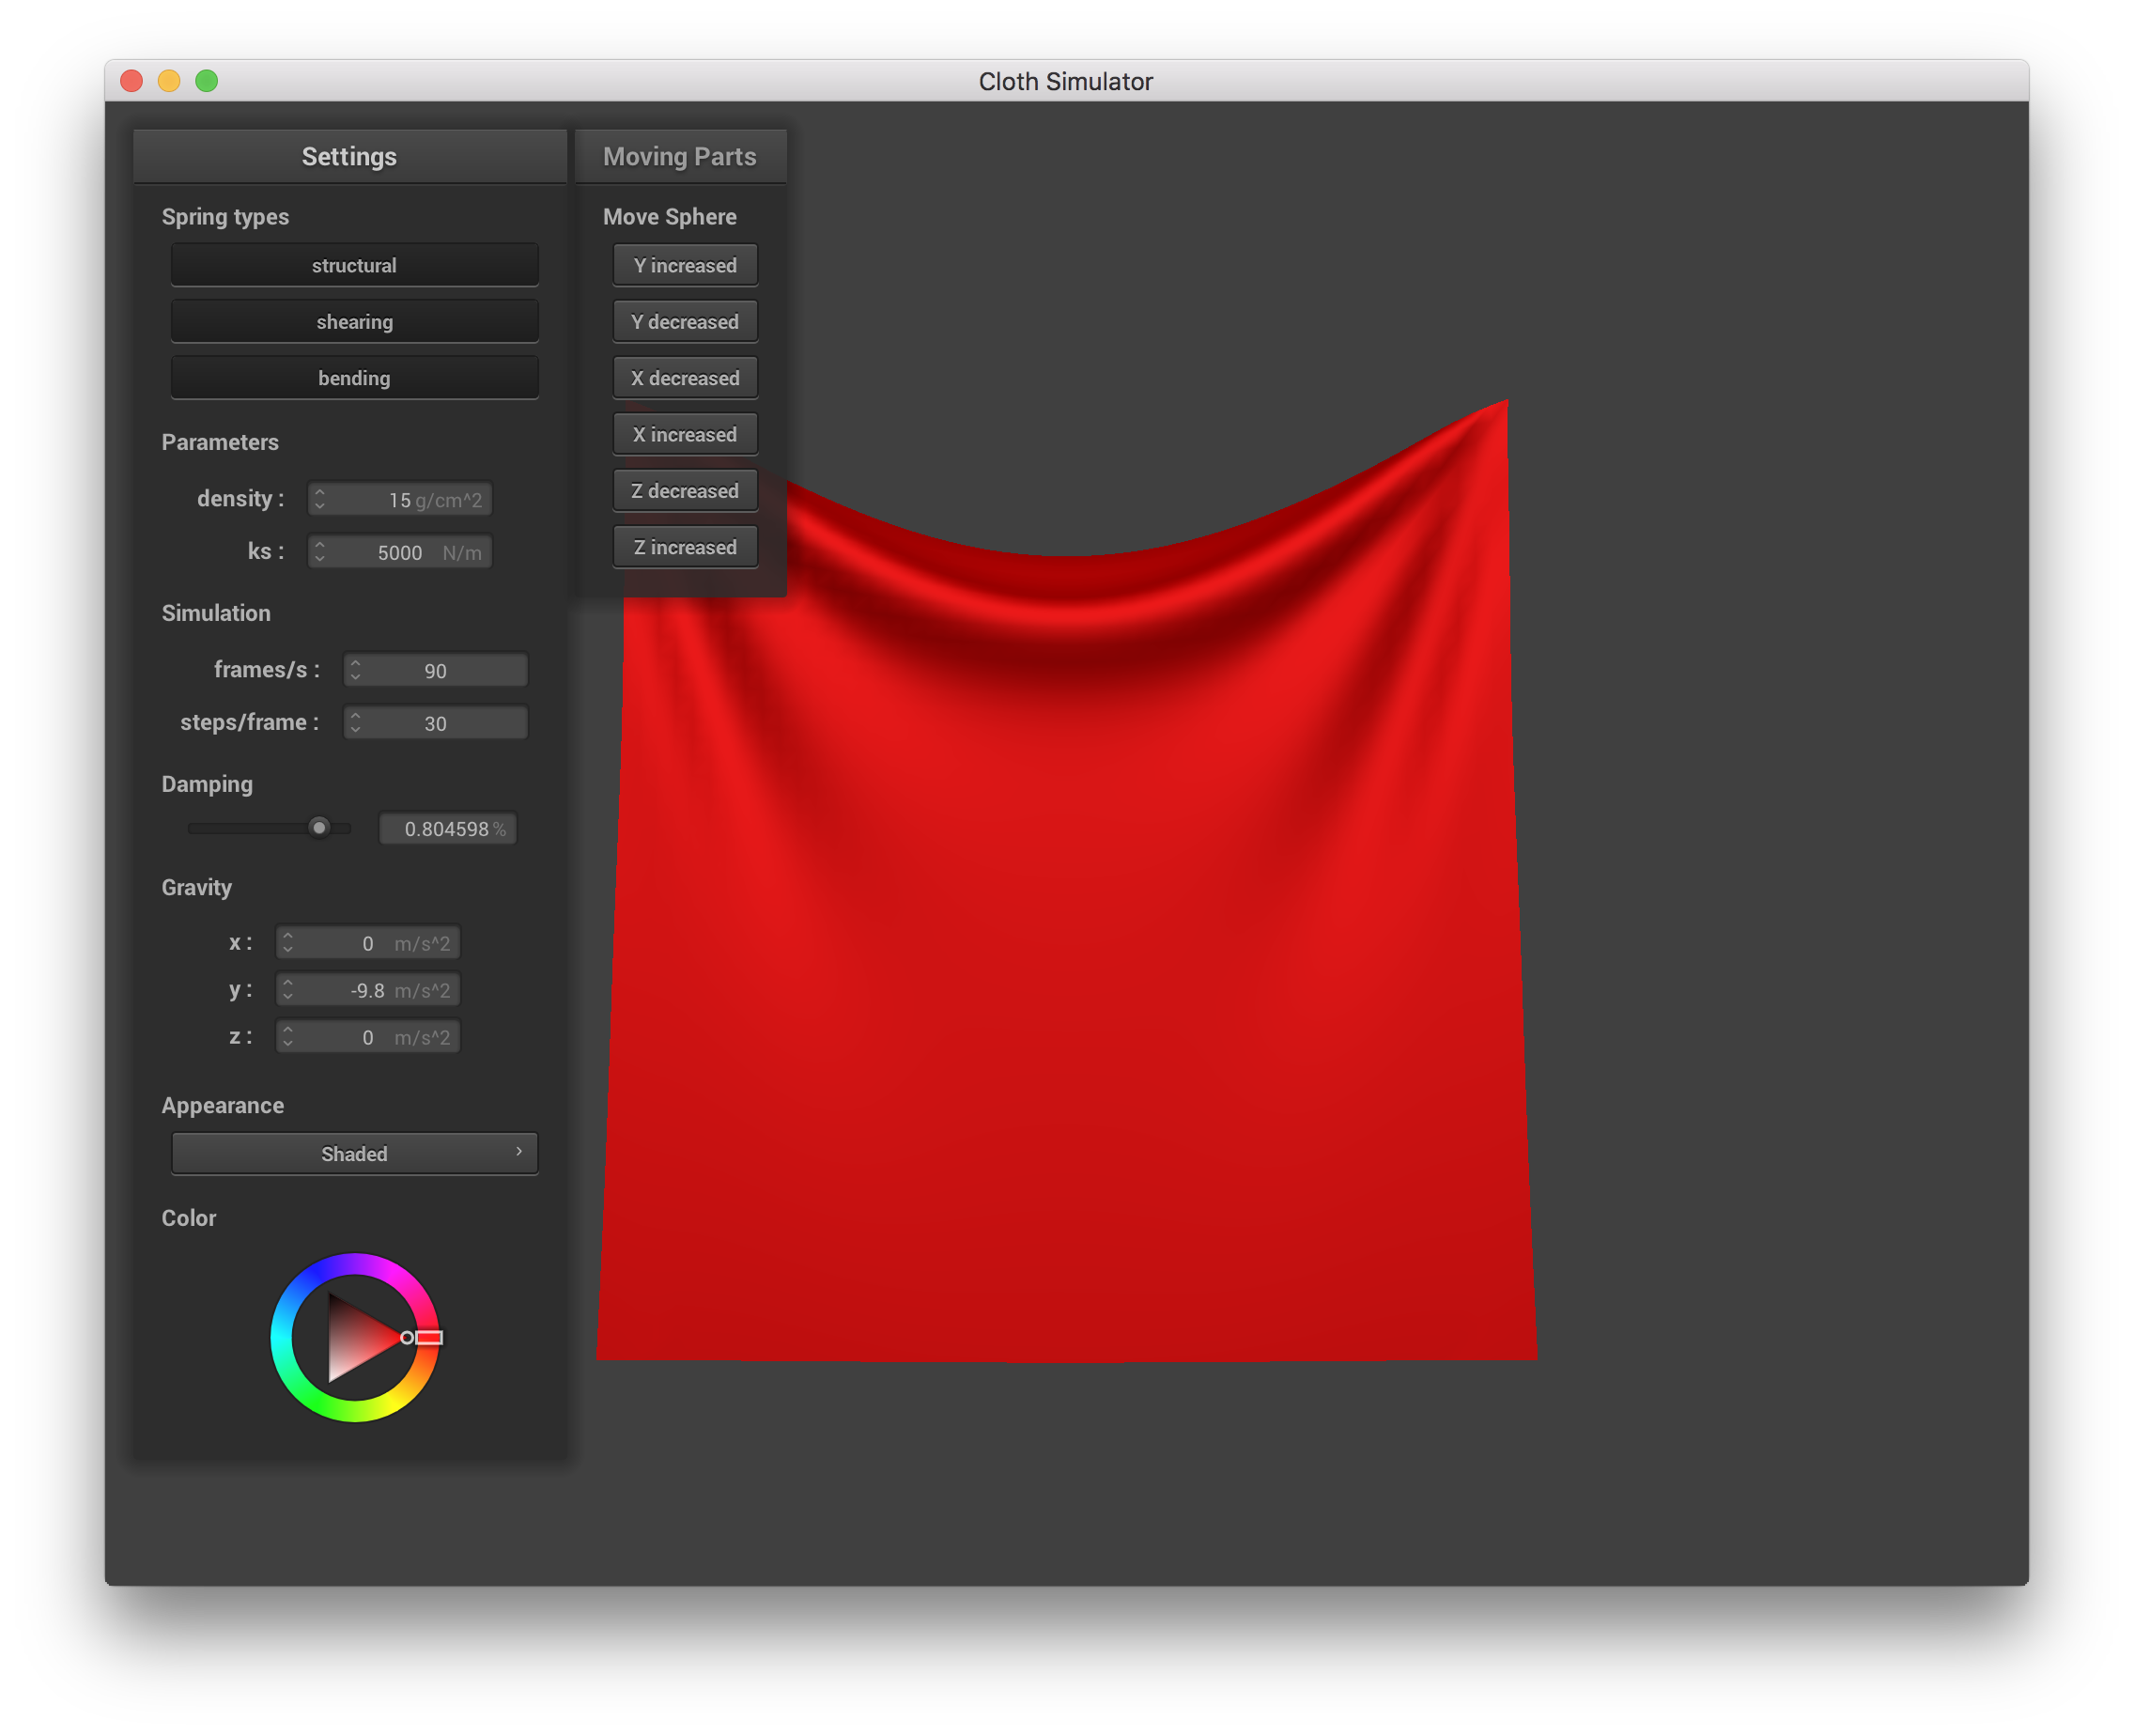 Cloth Simulator
Settings
Spring types
structural
shearing
bending
Parameters
density : 15 g/cm^2
ks : 5000 N/m
Simulation
frames/s : 90
steps/frame : 30
Damping
0.804598 %
Gravity
x : 0 m/s^2
y : -9.8 m/s^2
z : 0 m/s^2
Appearance
Shaded
Color
Moving Parts
Move Sphere
Y increased
Y decreased
X decreased
X increased
Z decreased
Z increased